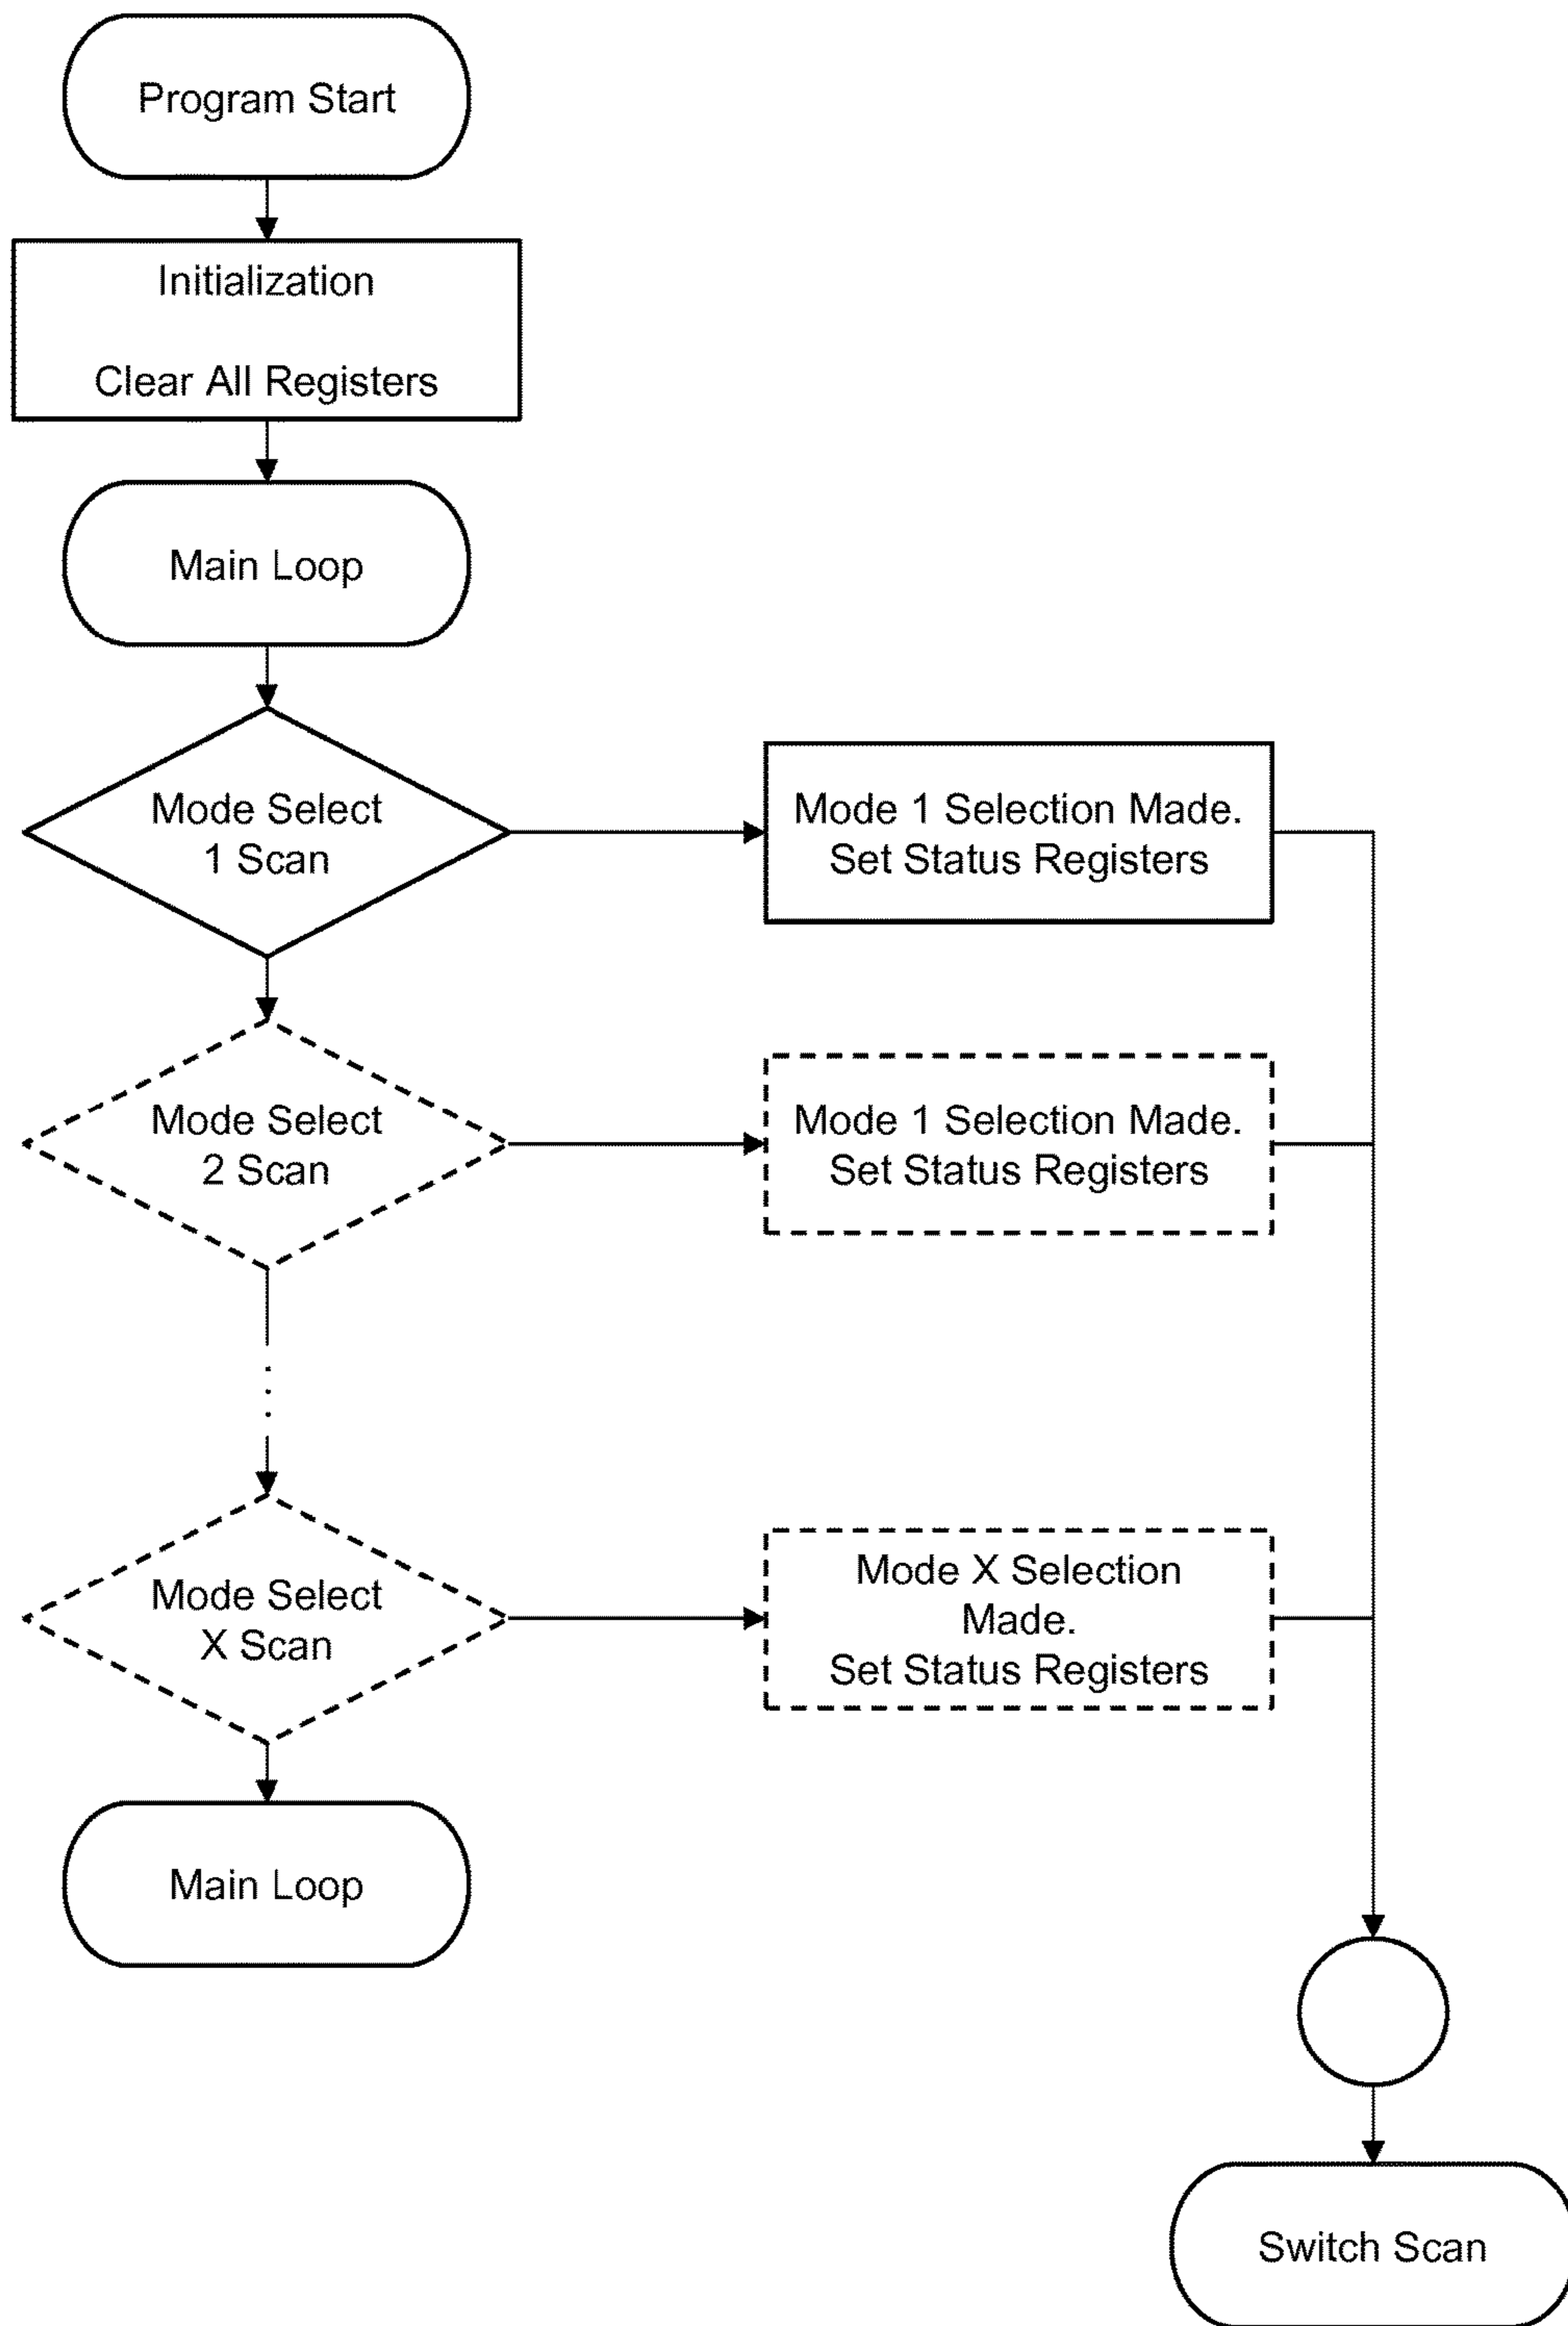 Program Start
Initialization
Clear All Registers
Main Loop
Mode Select
1 Scan
Mode 1 Selection Made.
Set Status Registers
Mode Select
2 Scan
Mode 1 Selection Made.
Set Status Registers
Mode Select
X Scan
Mode X Selection
Made.
Set Status Registers
Main Loop
Switch Scan